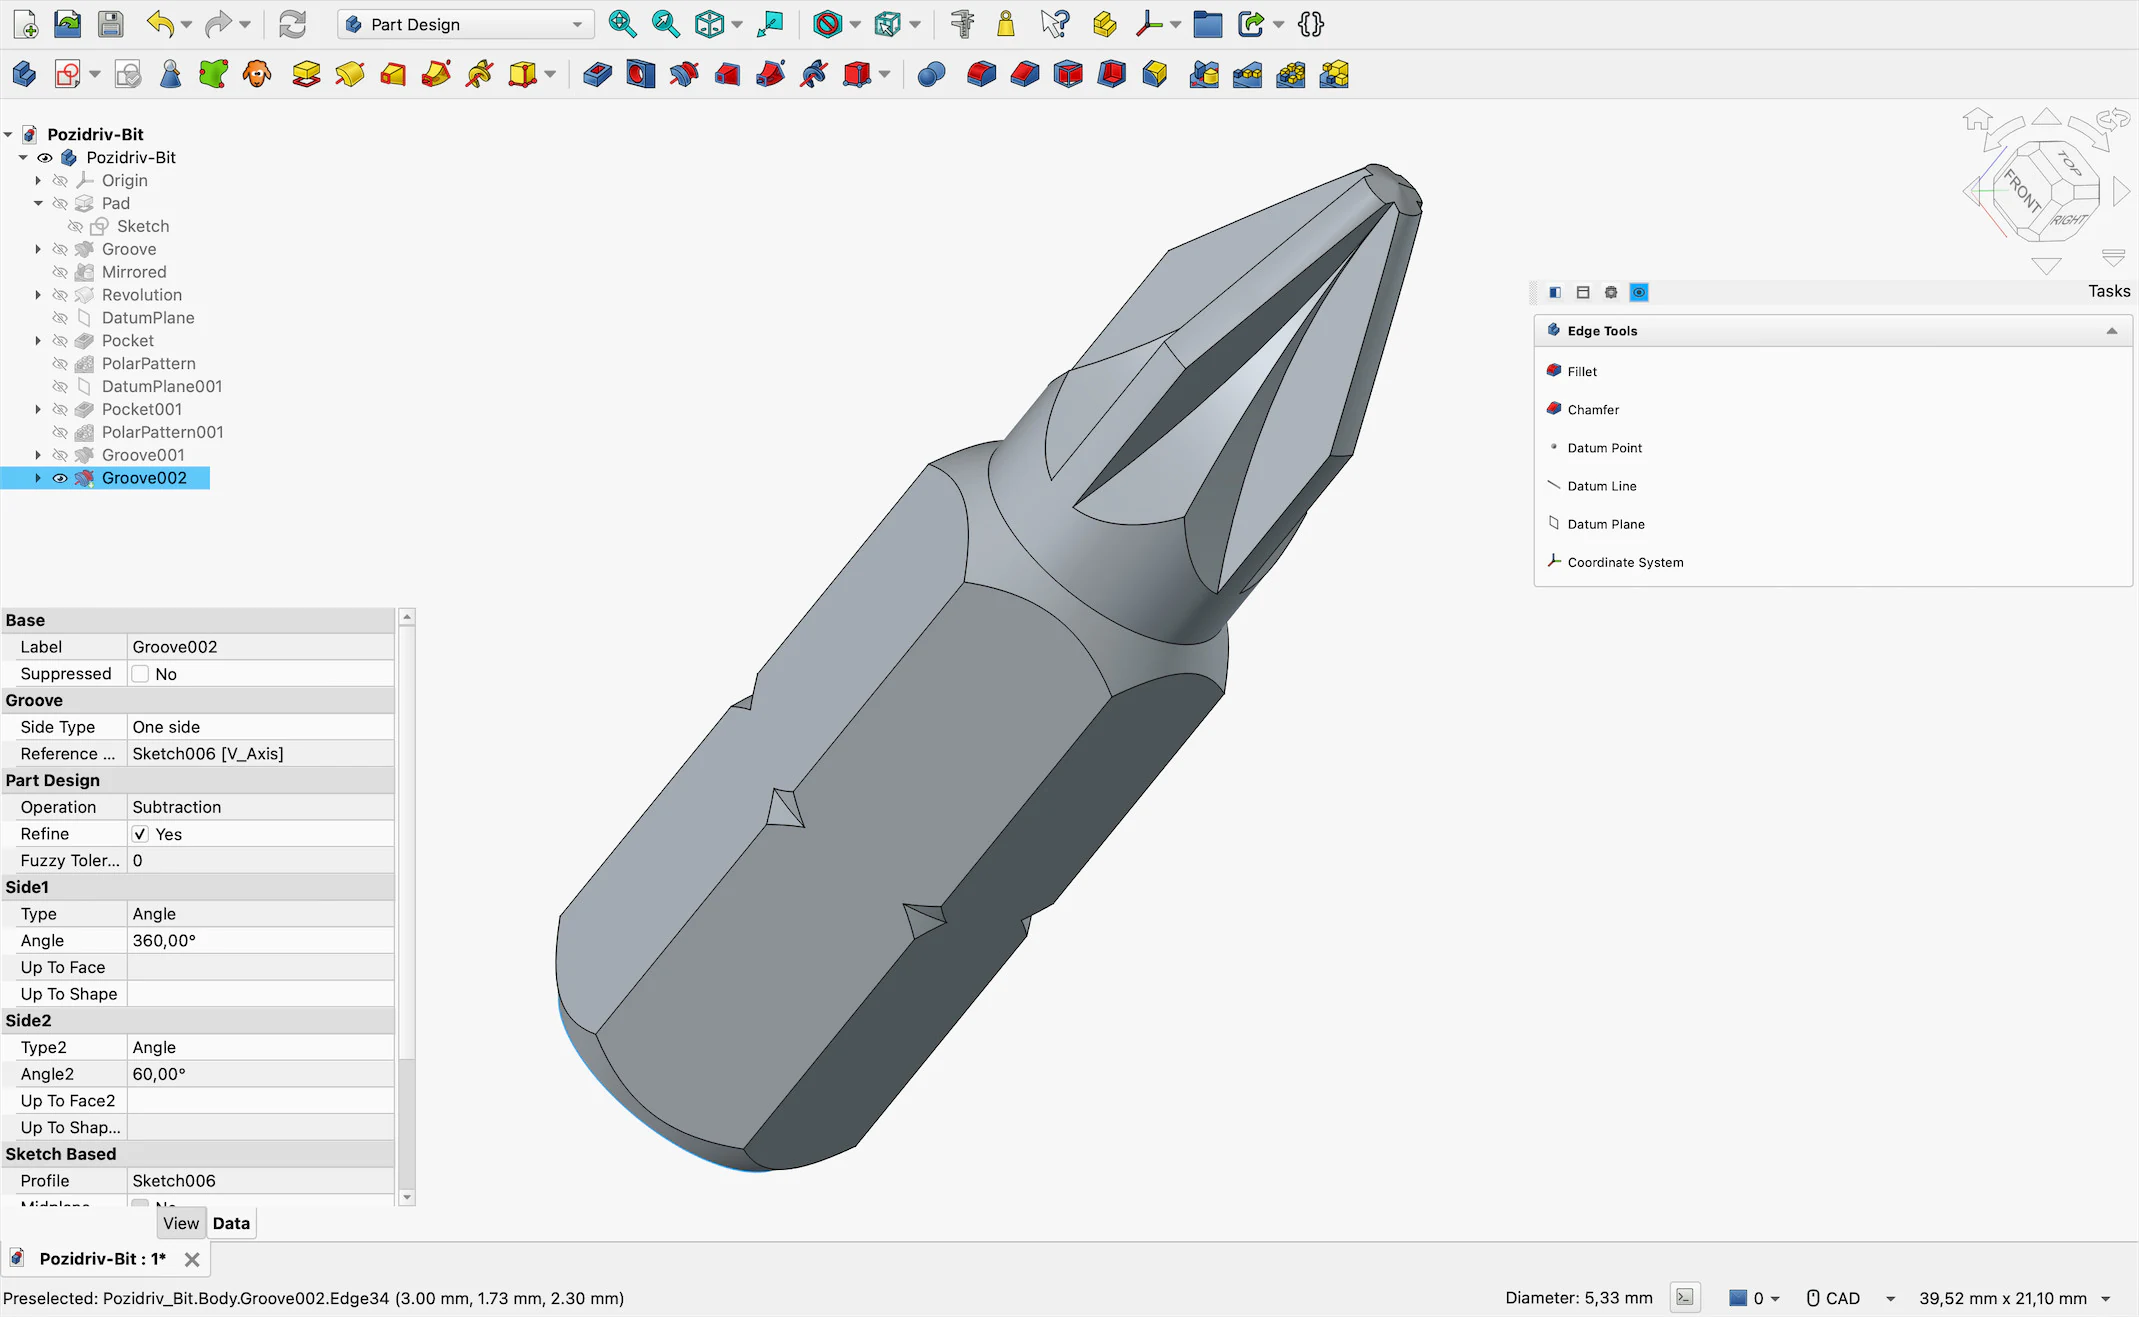 Part Design
Pozidriv-Bit
Pozidriv-Bit
Origin
Pad
Sketch
Groove
Mirrored
Revolution
DatumPlane
Pocket
PolarPattern
DatumPlane001
Pocket001
PolarPattern001
Groove001
Groove002
TOP
FRONT
RIGHT
Tasks
Edge Tools
Fillet
Chamfer
Datum Point
Datum Line
Datum Plane
Coordinate System
Base
Label Groove002
Suppressed No
Groove
Side Type One side
Reference ... Sketch006 [V_Axis]
Part Design
Operation Subtraction
Refine Yes
Fuzzy Toler... 0
Side1
Type Angle
Angle 360,00°
Up To Face
Up To Shape
Side2
Type2 Angle
Angle2 60,00°
Up To Face2
Up To Shap...
Sketch Based
Profile Sketch006
View Data
Pozidriv-Bit : 1*
Preselected: Pozidriv_Bit.Body.Groove002.Edge34 (3.00 mm, 1.73 mm, 2.30 mm)
Diameter: 5,33 mm 0 CAD 39,52 mm x 21,10 mm